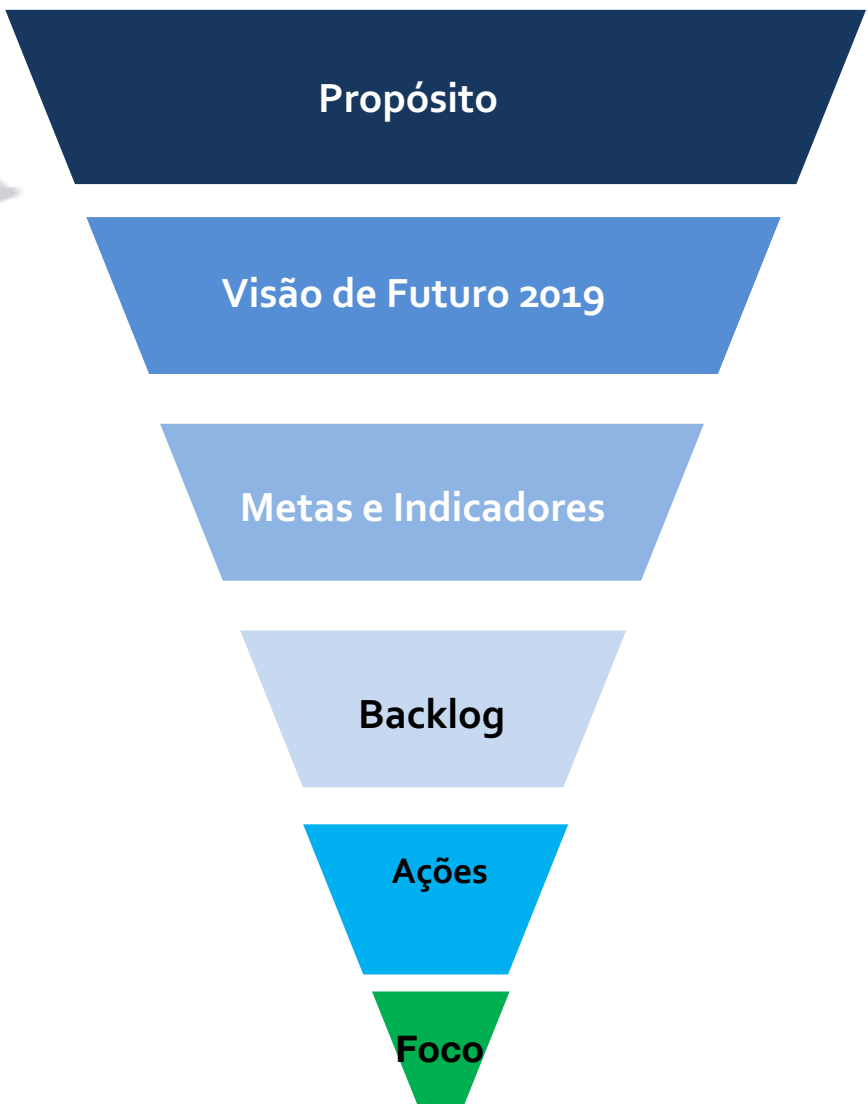 Propósito
Visão de Futuro 2019
Metas e Indicadores
Backlog
Ações
Foco